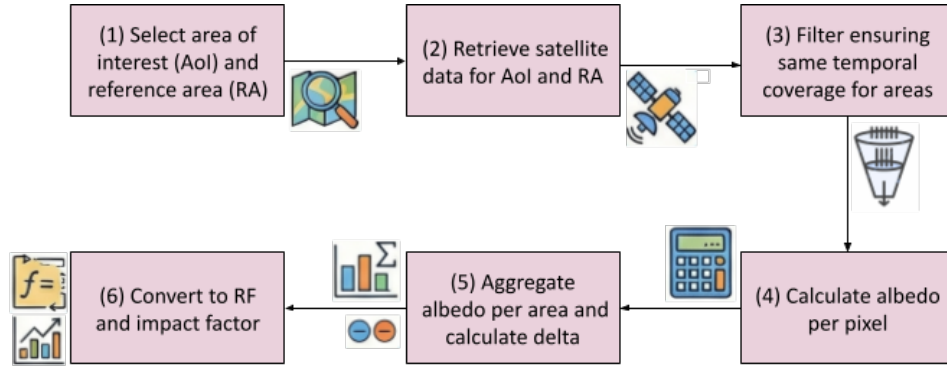 (1) Select area of
interest (AoI) and
reference area (RA)
(2) Retrieve satellite
data for AoI and RA
(3) Filter ensuring
same temporal
coverage for areas
(4) Calculate albedo
per pixel
Σ
(5) Aggregate
albedo per area and
calculate delta
f=
(6) Convert to RF
and impact factor